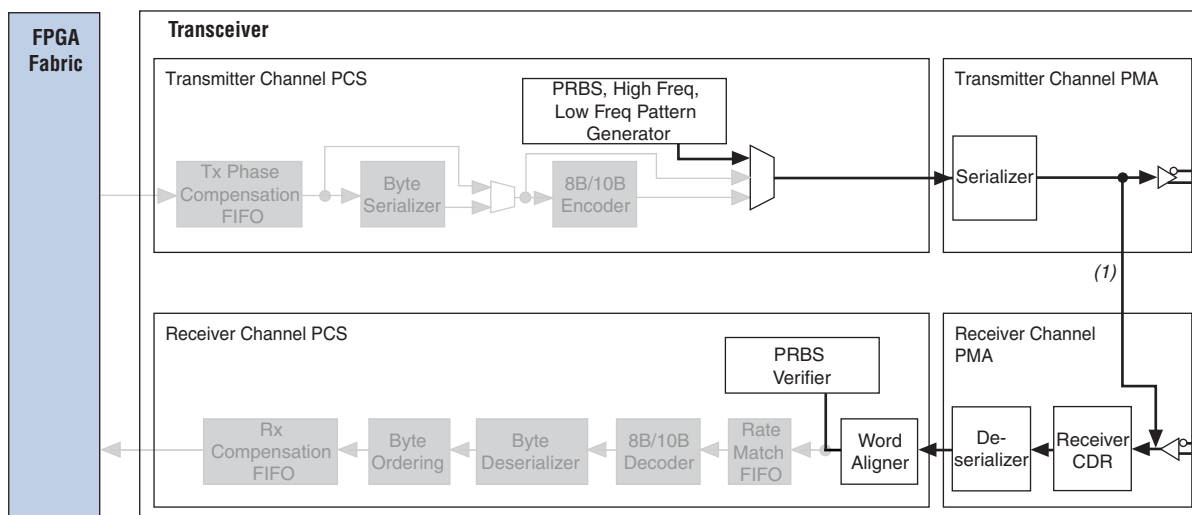 FPGA
Fabric
Transceiver
Transmitter Channel PCS
PRBS, High Freq,
Low Freq Pattern
Generator
Tx Phase
Compensation
FIFO
Byte
Serializer
8B/10B
Encoder
Transmitter Channel PMA
Serializer
(1)
Receiver Channel PCS
PRBS
Verifier
Rx
Compensation
FIFO
Byte
Ordering
Byte
Deserializer
8B/10B
Decoder
Rate
Match
FIFO
Word
Aligner
Receiver Channel
PMA
De-
serializer
Receiver
CDR